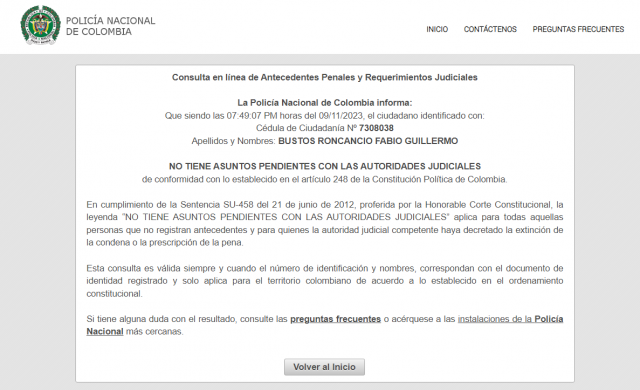 POLICÍA NACIONAL
DE COLOMBIA
INICIO CONTÁCTENOS PREGUNTAS FRECUENTES
Consulta en línea de Antecedentes Penales y Requerimientos Judiciales
La Policía Nacional de Colombia informa:
Que siendo las 07:49:07 PM horas del 09/11/2023, el ciudadano identificado con:
Cédula de Ciudadanía Nº 7308038
Apellidos y Nombres: BUSTOS RONCANCIO FABIO GUILLERMO
NO TIENE ASUNTOS PENDIENTES CON LAS AUTORIDADES JUDICIALES
de conformidad con lo establecido en el artículo 248 de la Constitución Política de Colombia.
En cumplimiento de la Sentencia SU-458 del 21 de junio de 2012, proferida por la Honorable Corte Constitucional, la
leyenda "NO TIENE ASUNTOS PENDIENTES CON LAS AUTORIDADES JUDICIALES" aplica para todas aquellas
personas que no registran antecedentes y para quienes la autoridad judicial competente haya decretado la extinción de
la condena o la prescripción de la pena.
Esta consulta es válida siempre y cuando el número de identificación y nombres, correspondan con el documento de
identidad registrado y solo aplica para el territorio colombiano de acuerdo a lo establecido en el ordenamiento
constitucional.
Si tiene alguna duda con el resultado, consulte las preguntas frecuentes o acérquese a las instalaciones de la Policía
Nacional más cercanas.
Volver al Inicio